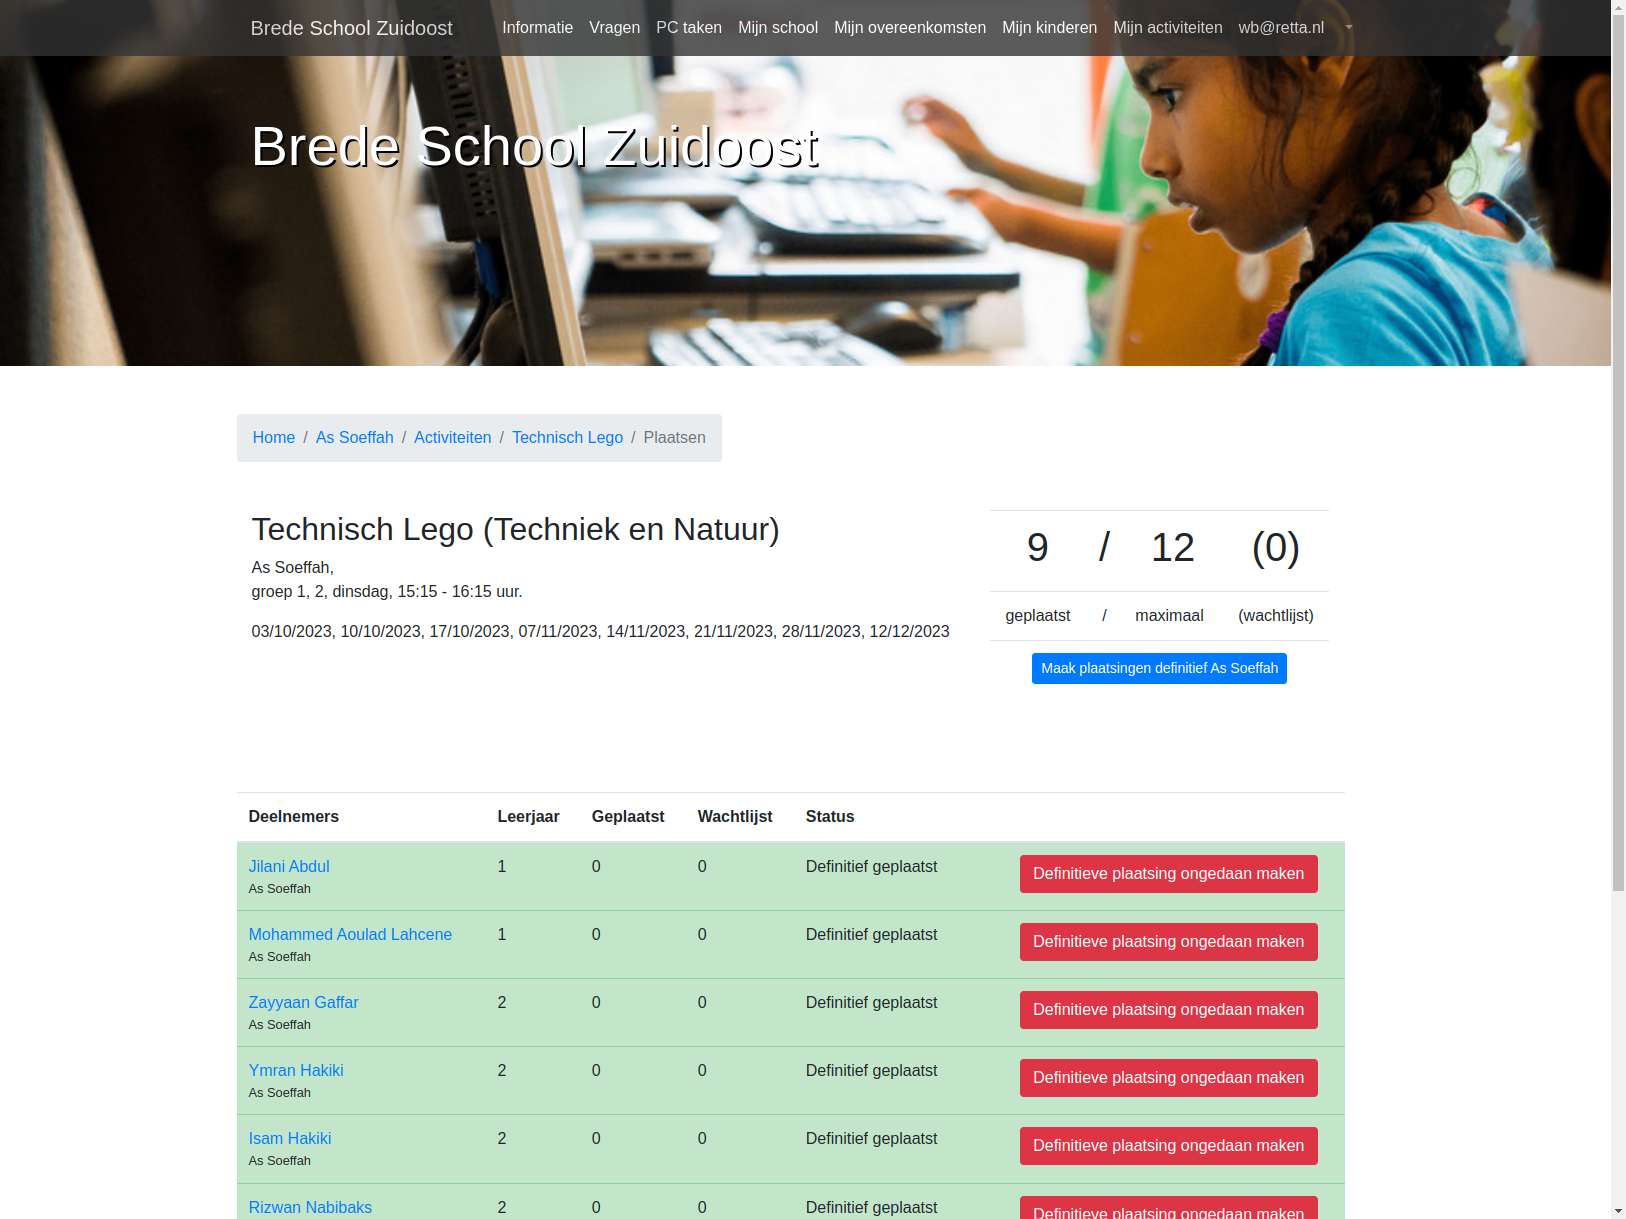 Brede School Zuidoost Informatie Vragen PC taken Mijn school Mijn overeenkomsten Mijn kinderen Mijn activiteiten wb@retta.nl
Brede School Zuidoost
Home / As Soeffah / Activiteiten / Technisch Lego / Plaatsen
Technisch Lego (Techniek en Natuur)
As Soeffah,
groep 1, 2, dinsdag, 15:15 - 16:15 uur.
03/10/2023, 10/10/2023, 17/10/2023, 07/11/2023, 14/11/2023, 21/11/2023, 28/11/2023, 12/12/2023
9 / 12 (0)
geplaatst / maximaal (wachtlijst)
Maak plaatsingen definitief As Soeffah
Deelnemers Leerjaar Geplaatst Wachtlijst Status
Jilani Abdul 1 0 0 Definitief geplaatst Definitieve plaatsing ongedaan maken
As Soeffah
Mohammed Aoulad Lahcene 1 0 0 Definitief geplaatst Definitieve plaatsing ongedaan maken
As Soeffah
Zayyaan Gaffar 2 0 0 Definitief geplaatst Definitieve plaatsing ongedaan maken
As Soeffah
Ymran Hakiki 2 0 0 Definitief geplaatst Definitieve plaatsing ongedaan maken
As Soeffah
Isam Hakiki 2 0 0 Definitief geplaatst Definitieve plaatsing ongedaan maken
As Soeffah
Rizwan Nabibaks 2 0 0 Definitief geplaatst Definitieve plaatsing ongedaan maken